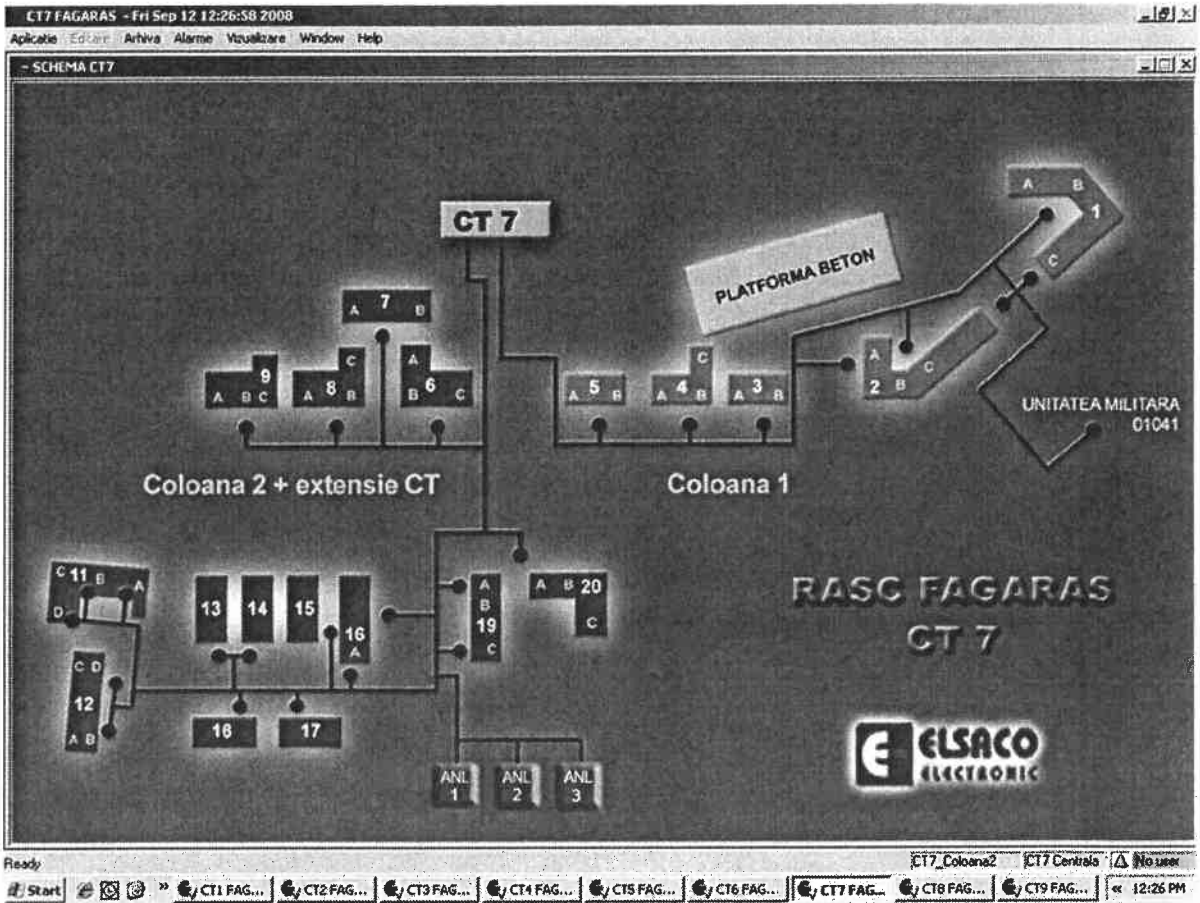 CT7 FAGARAS - Fri Sep 12 12:26:58 2008
Aplicatie Editare Arhiva Alarme Vizualizare Window Help
- SCHEMA CT7
CT 7
PLATFORMA BETON
A B 1
C
A 7 B
9
A B C
C
8
A B
A
6
B C
5
A B
C
4
A B
3
A B
A
2 B C
UNITATEA MILITARA
01041
Coloana 2 + extensie CT
Coloana 1
C 11 B A
D
13
14
15
16
A
A
B
19
C
A B 20
C
C D
12
A B
16
17
ANL
1
ANL
2
ANL
3
RASC FAGARAS
CT 7
E ELSACO
ELECTRONIC
Ready
CT7_Coloana2 CT7 Centrala No user
Start » CT1 FAG... CT2 FAG... CT3 FAG... CT4 FAG... CT5 FAG... CT6 FAG... CT7 FAG... CT8 FAG... CT9 FAG... « 12:26 PM